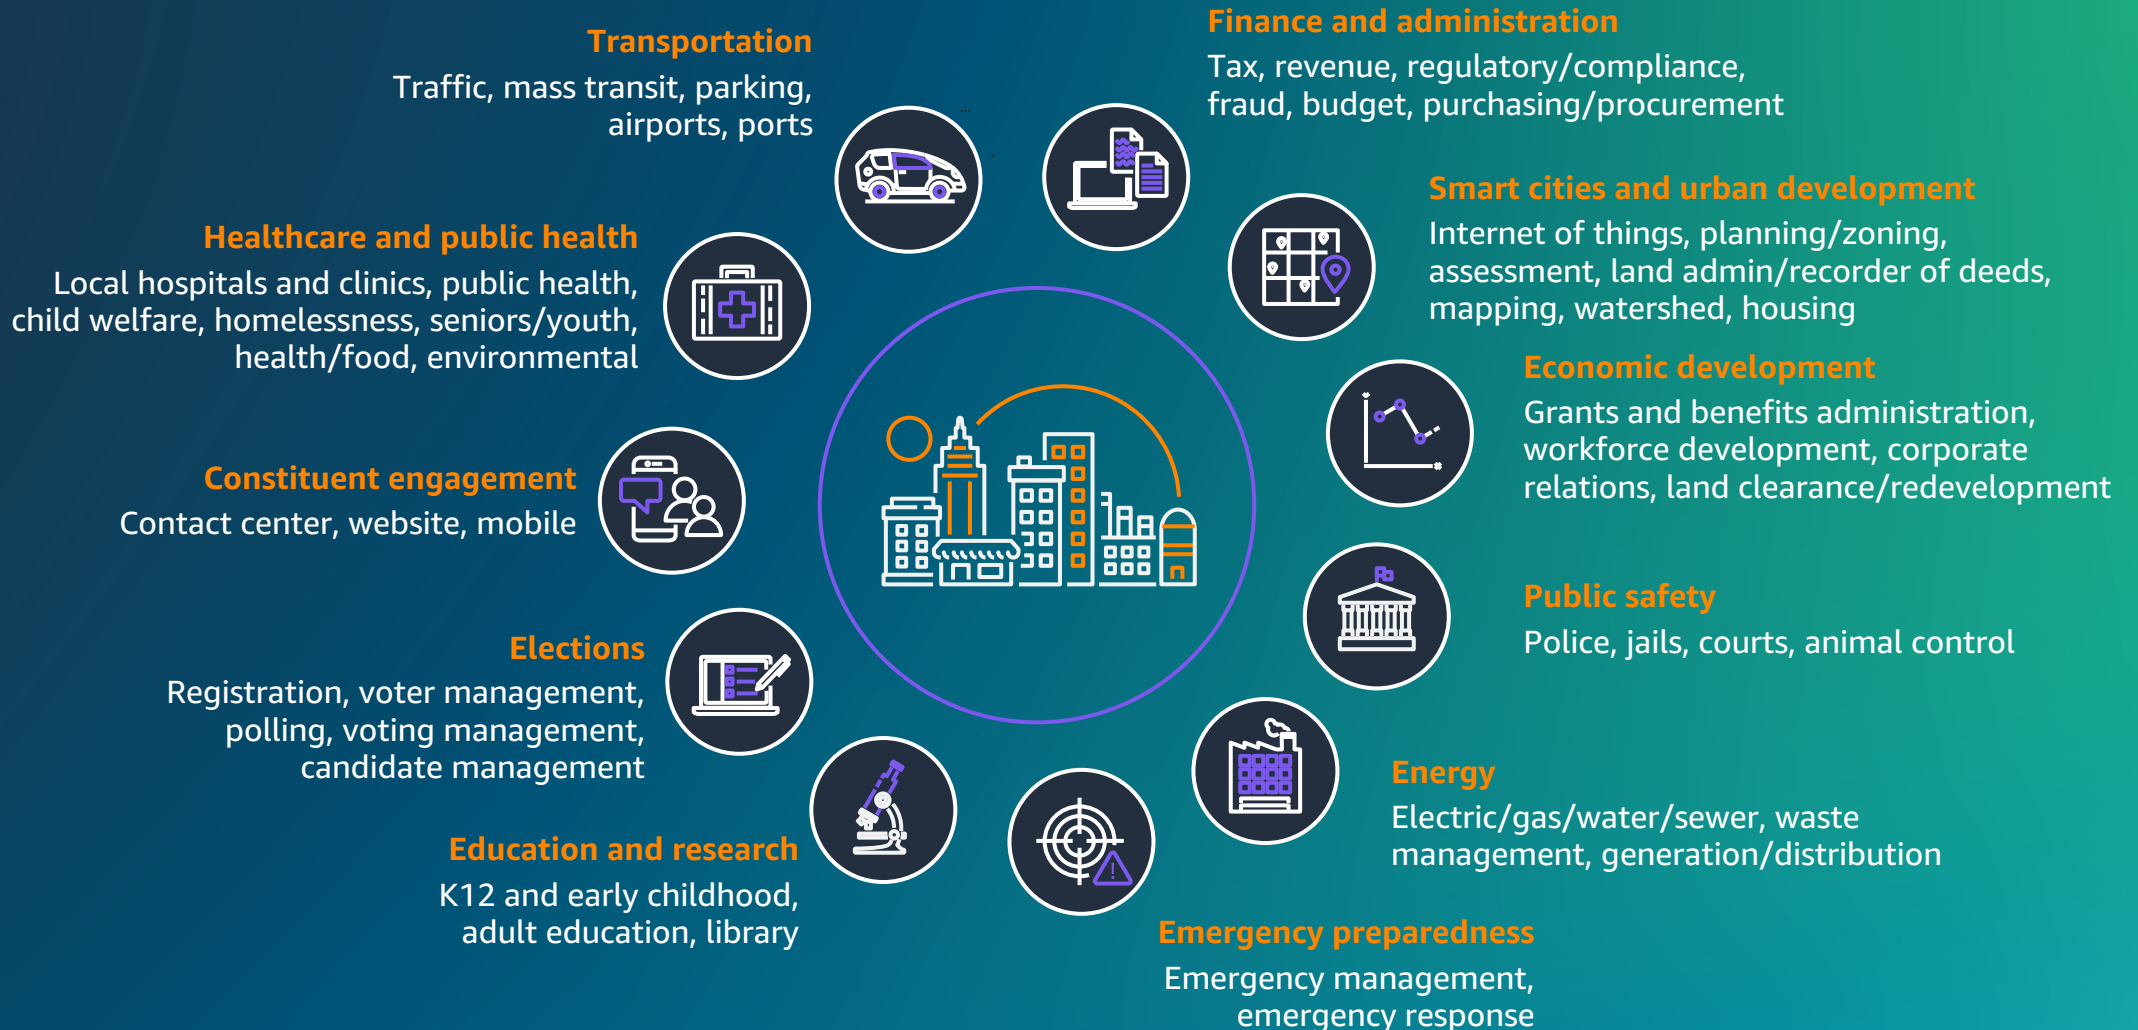 Transportation
Traffic, mass transit, parking,
airports, ports
Finance and administration
Tax, revenue, regulatory/compliance,
fraud, budget, purchasing/procurement
Smart cities and urban development
Internet of things, planning/zoning,
assessment, land admin/recorder of deeds,
mapping, watershed, housing
Healthcare and public health
Local hospitals and clinics, public health,
child welfare, homelessness, seniors/youth,
health/food, environmental
Economic development
Grants and benefits administration,
workforce development, corporate
relations, land clearance/redevelopment
Constituent engagement
Contact center, website, mobile
Public safety
Police, jails, courts, animal control
Elections
Registration, voter management,
polling, voting management,
candidate management
Energy
Electric/gas/water/sewer, waste
management, generation/distribution
Education and research
K12 and early childhood,
adult education, library
Emergency preparedness
Emergency management,
emergency response